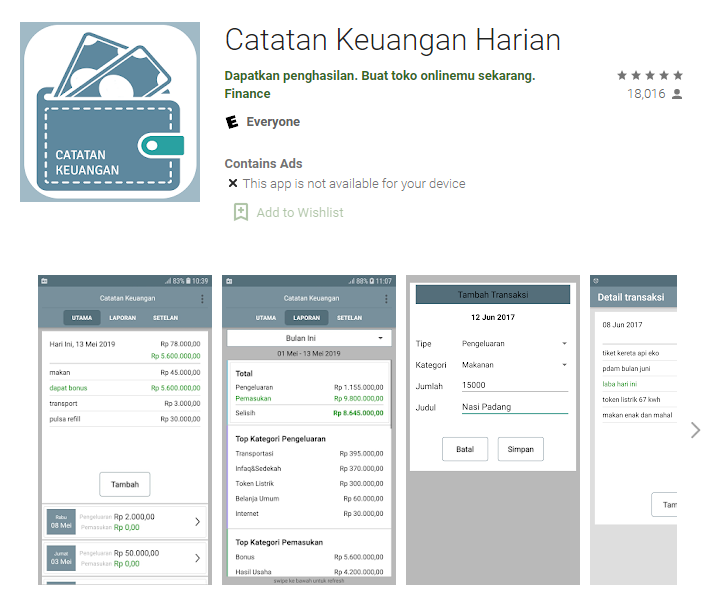 Catatan Keuangan Harian
Dapatkan penghasilan. Buat toko onlinemu sekarang.
Finance
18,016
E Everyone
Contains Ads
This app is not available for your device
Add to Wishlist
CATATAN
KEUANGAN
83% 10:39
Catatan Keuangan
UTAMA LAPORAN SETELAN
Hari Ini, 13 Mei 2019 Rp 78.000,00
Rp 5.600.000,00
makan Rp 45.000,00
dapat bonus Rp 5.600.000,00
transport Rp 3.000,00
pulsa refill Rp 30.000,00
Tambah
Rabu
08 Mei
Pengeluaran Rp 2.000,00
Pemasukan Rp 0,00
Jumat
03 Mei
Pengeluaran Rp 50.000,00
Pemasukan Rp 0,00
88% 11:07
Catatan Keuangan
UTAMA LAPORAN SETELAN
Bulan Ini
01 Mei - 13 Mei 2019
Total
Pengeluaran Rp 1.155.000,00
Pemasukan Rp 9.800.000,00
Selisih Rp 8.645.000,00
Top Kategori Pengeluaran
Transportasi Rp 395.000,00
Infaq&Sedekah Rp 370.000,00
Token Listrik Rp 300.000,00
Belanja Umum Rp 60.000,00
Internet Rp 30.000,00
Top Kategori Pemasukan
Bonus Rp 5.600.000,00
Hasil Usaha Rp 4.200.000,00
swipe ke bawah untuk refresh
Tambah Transaksi
12 Jun 2017
Tipe Pengeluaran
Kategori Makanan
Jumlah 15000
Judul Nasi Padang
Batal Simpan
Detail transaksi
08 Jun 2017
tiket kereta api eko
pdam bulan juni
laba hari ini
token listrik 67 kwh
makan enak dan mahal
Tam